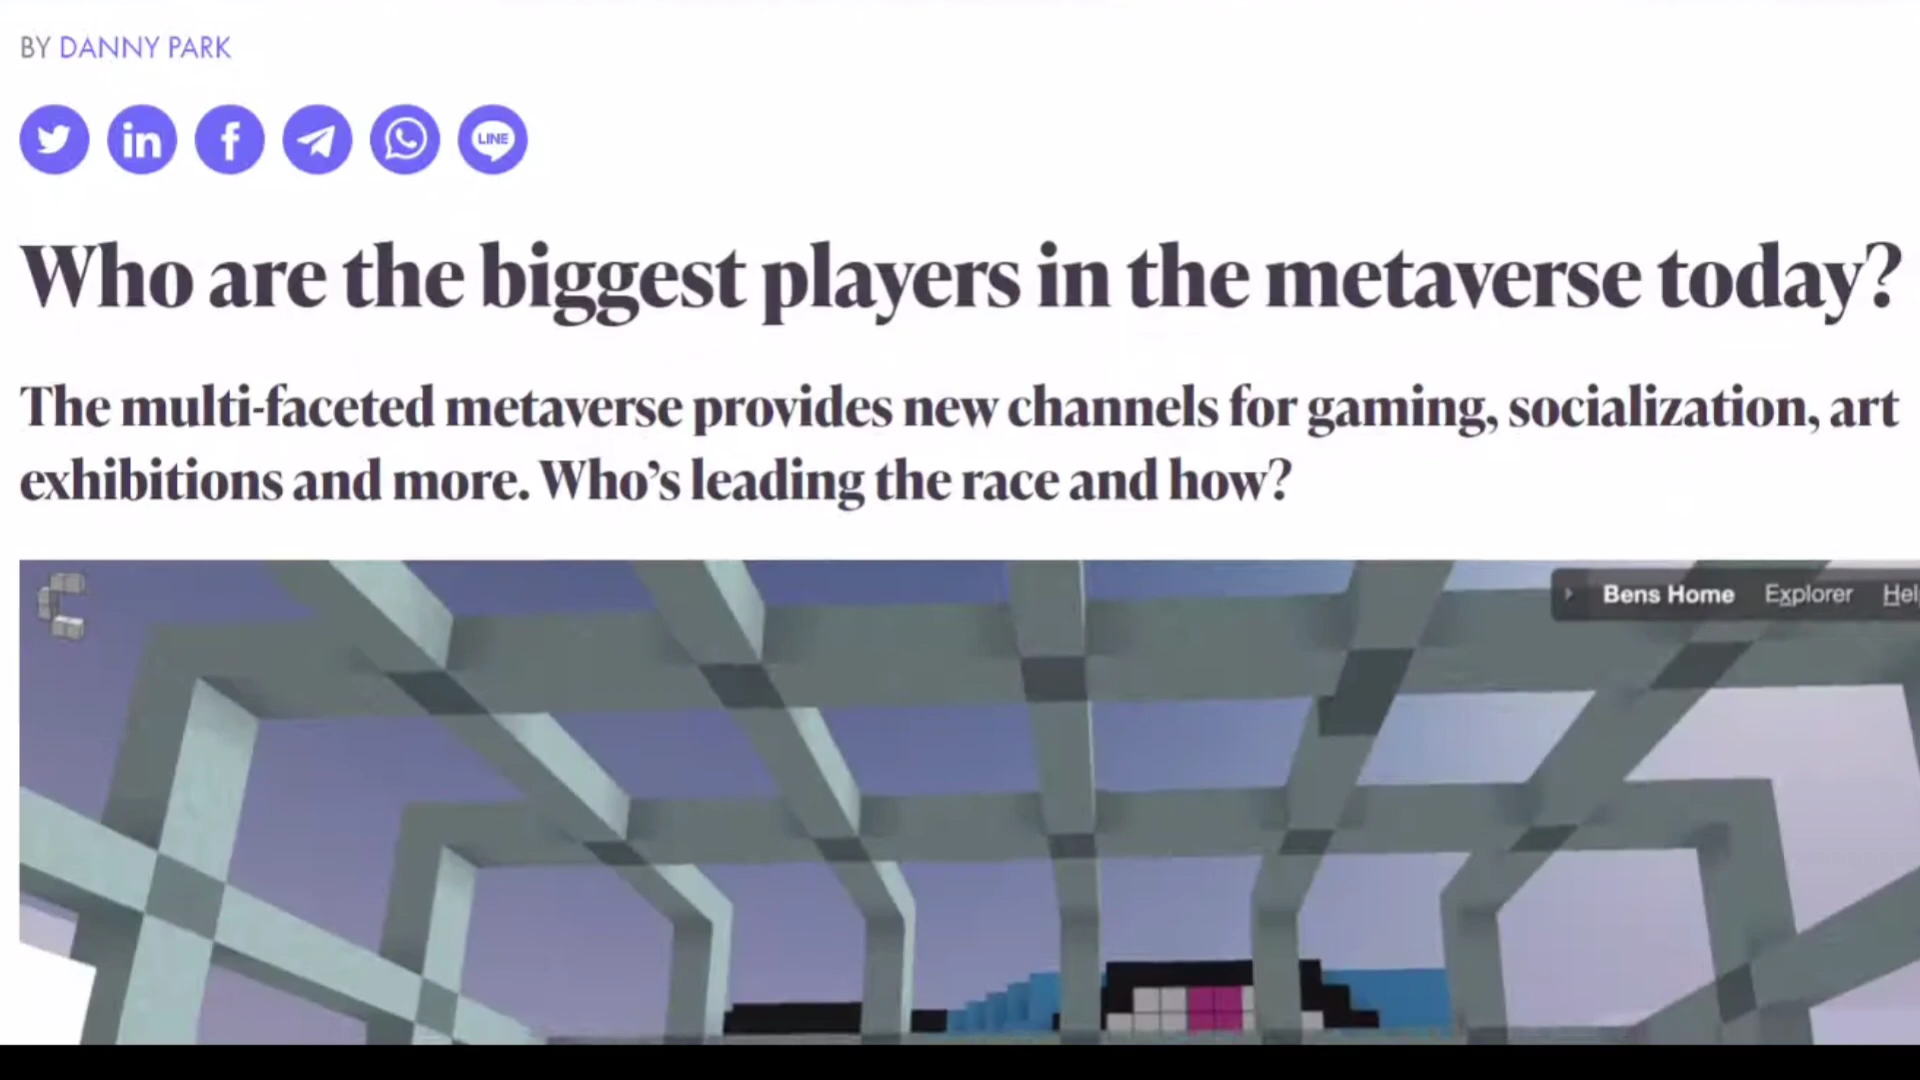 BY DANNY PARK
LINE
Who are the biggest players in the metaverse today?
The multi-faceted metaverse provides new channels for gaming, socialization, art
exhibitions and more. Who’s leading the race and how?
Bens Home Explorer Hel